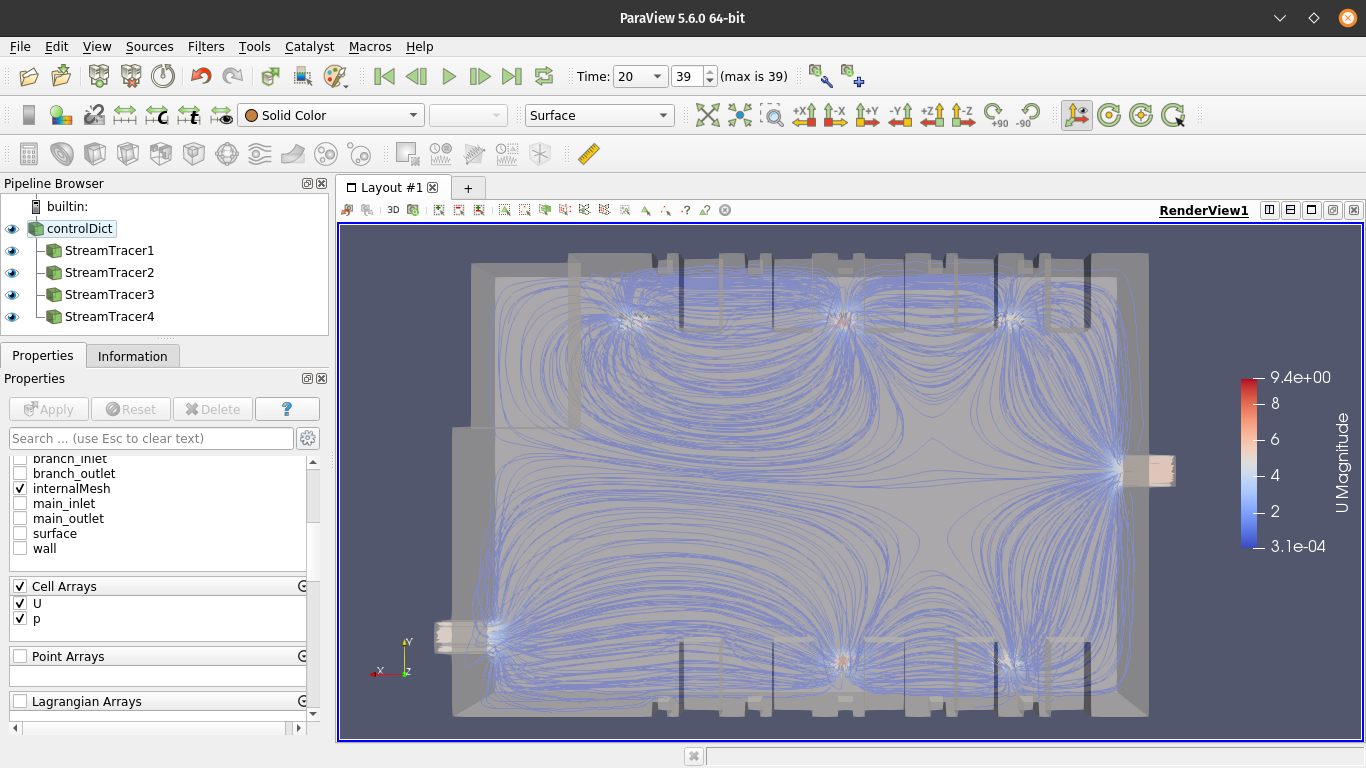 ParaView 5.6.0 64-bit
File Edit View Sources Filters Tools Catalyst Macros Help
Time: 20 39 (max is 39)
Solid Color Surface +X -X +Y -Y +Z -Z +90 -90
Pipeline Browser
builtin:
controlDict
StreamTracer1
StreamTracer2
StreamTracer3
StreamTracer4
Properties Information
Properties
Apply Reset Delete ?
Search ... (use Esc to clear text)
branch_inlet
branch_outlet
internalMesh
main_inlet
main_outlet
surface
wall
Cell Arrays
U
p
Point Arrays
Lagrangian Arrays
Layout #1 +
3D RenderView1
9.4e+00
8
6
4
2
3.1e-04
U Magnitude
Y
X
Z